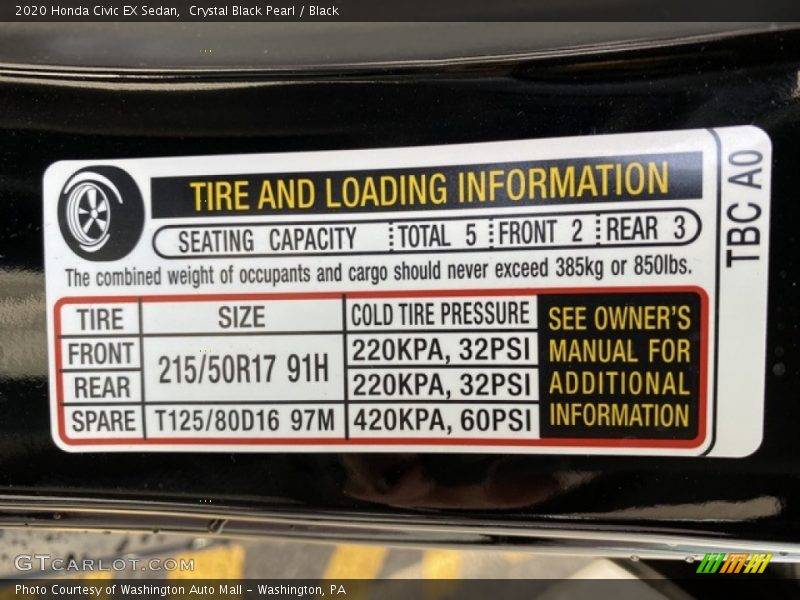 2020 Honda Civic EX Sedan,  Crystal Black Pearl / Black
TIRE AND LOADING INFORMATION
SEATING CAPACITY TOTAL 5 FRONT 2 REAR 3
The combined weight of occupants and cargo should never exceed 385kg or 850lbs.
TIRE SIZE COLD TIRE PRESSURE
FRONT 215/50R17 91H 220KPA, 32PSI
REAR 220KPA, 32PSI
SPARE T125/80D16 97M 420KPA, 60PSI
SEE OWNER'S
MANUAL FOR
ADDITIONAL
INFORMATION
TBC A0
GTCARLOT.COM
Photo Courtesy of Washington Auto Mall - Washington, PA